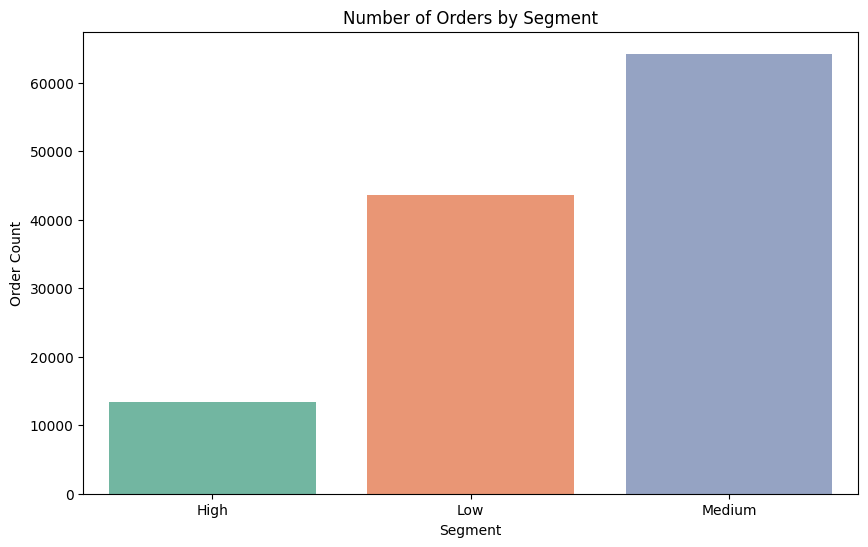 Number of Orders by Segment
Order Count
60000
50000
40000
30000
20000
10000
0
High Low Medium
Segment